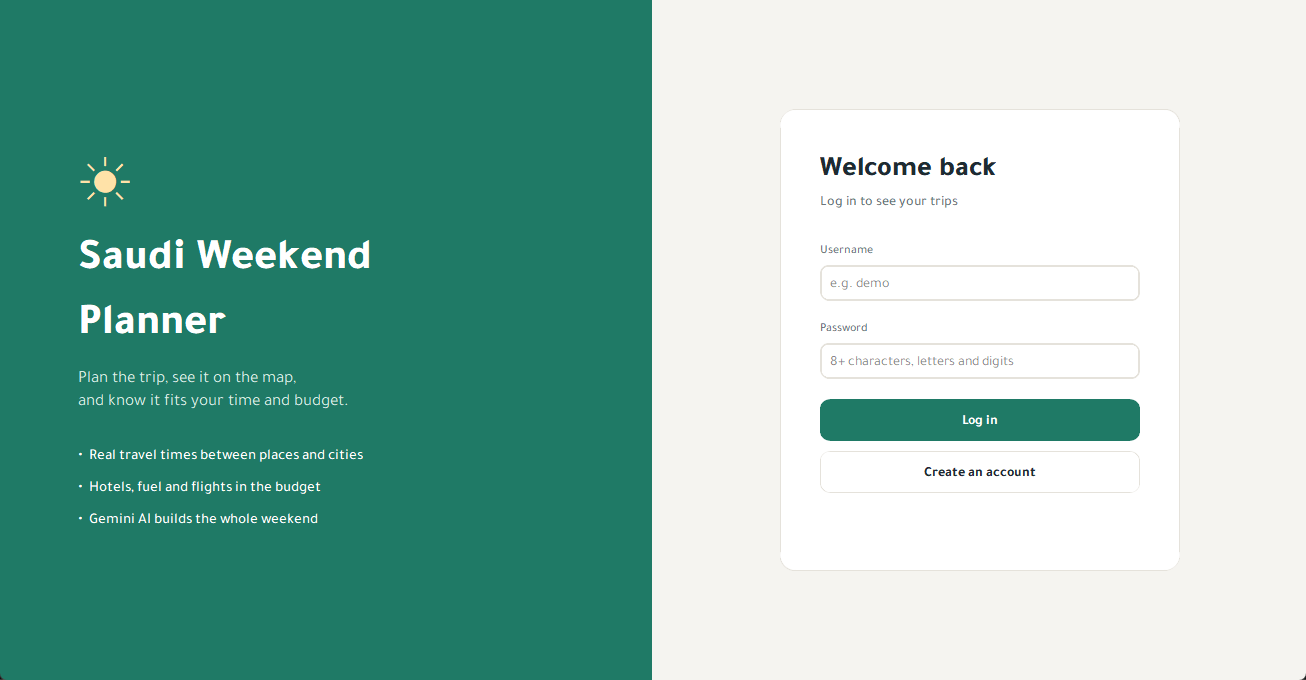 Saudi Weekend
Planner
Plan the trip, see it on the map,
and know it fits your time and budget.
• Real travel times between places and cities
• Hotels, fuel and flights in the budget
• Gemini AI builds the whole weekend
Welcome back
Log in to see your trips
Username
e.g. demo
Password
8+ characters, letters and digits
Log in
Create an account